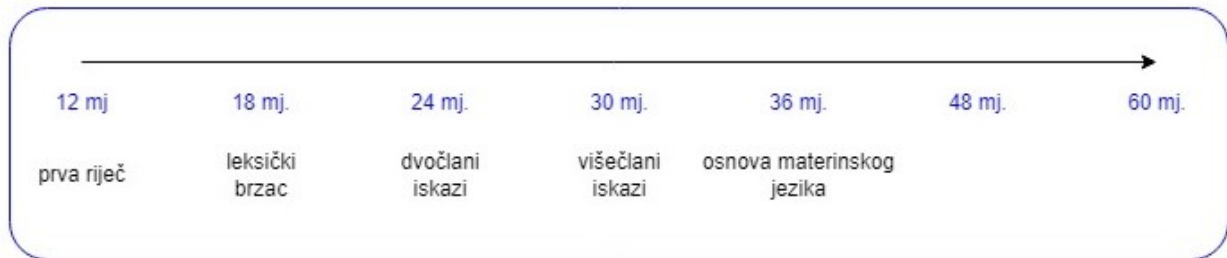 12 mj 18 mj. 24 mj. 30 mj. 36 mj. 48 mj. 60 mj.
prva riječ
leksički
brzac
dvočlani
iskazi
višečlani
iskazi
osnova materinskog
jezika